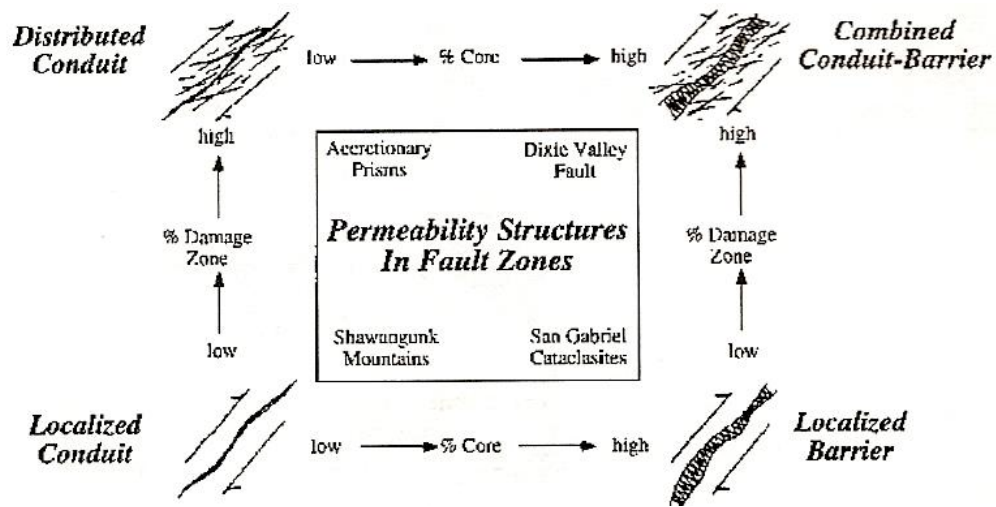 Distributed
Conduit
low
% Core
high
Combined
Conduit-Barrier
high
high
Accretionary
Prisms
Dixie Valley
Fault
% Damage
Zone
Permeability Structures
In Fault Zones
% Damage
Zone
Shawangunk
Mountains
San Gabriel
Cataclasites
low
low
Localized
Conduit
low
% Core
high
Localized
Barrier